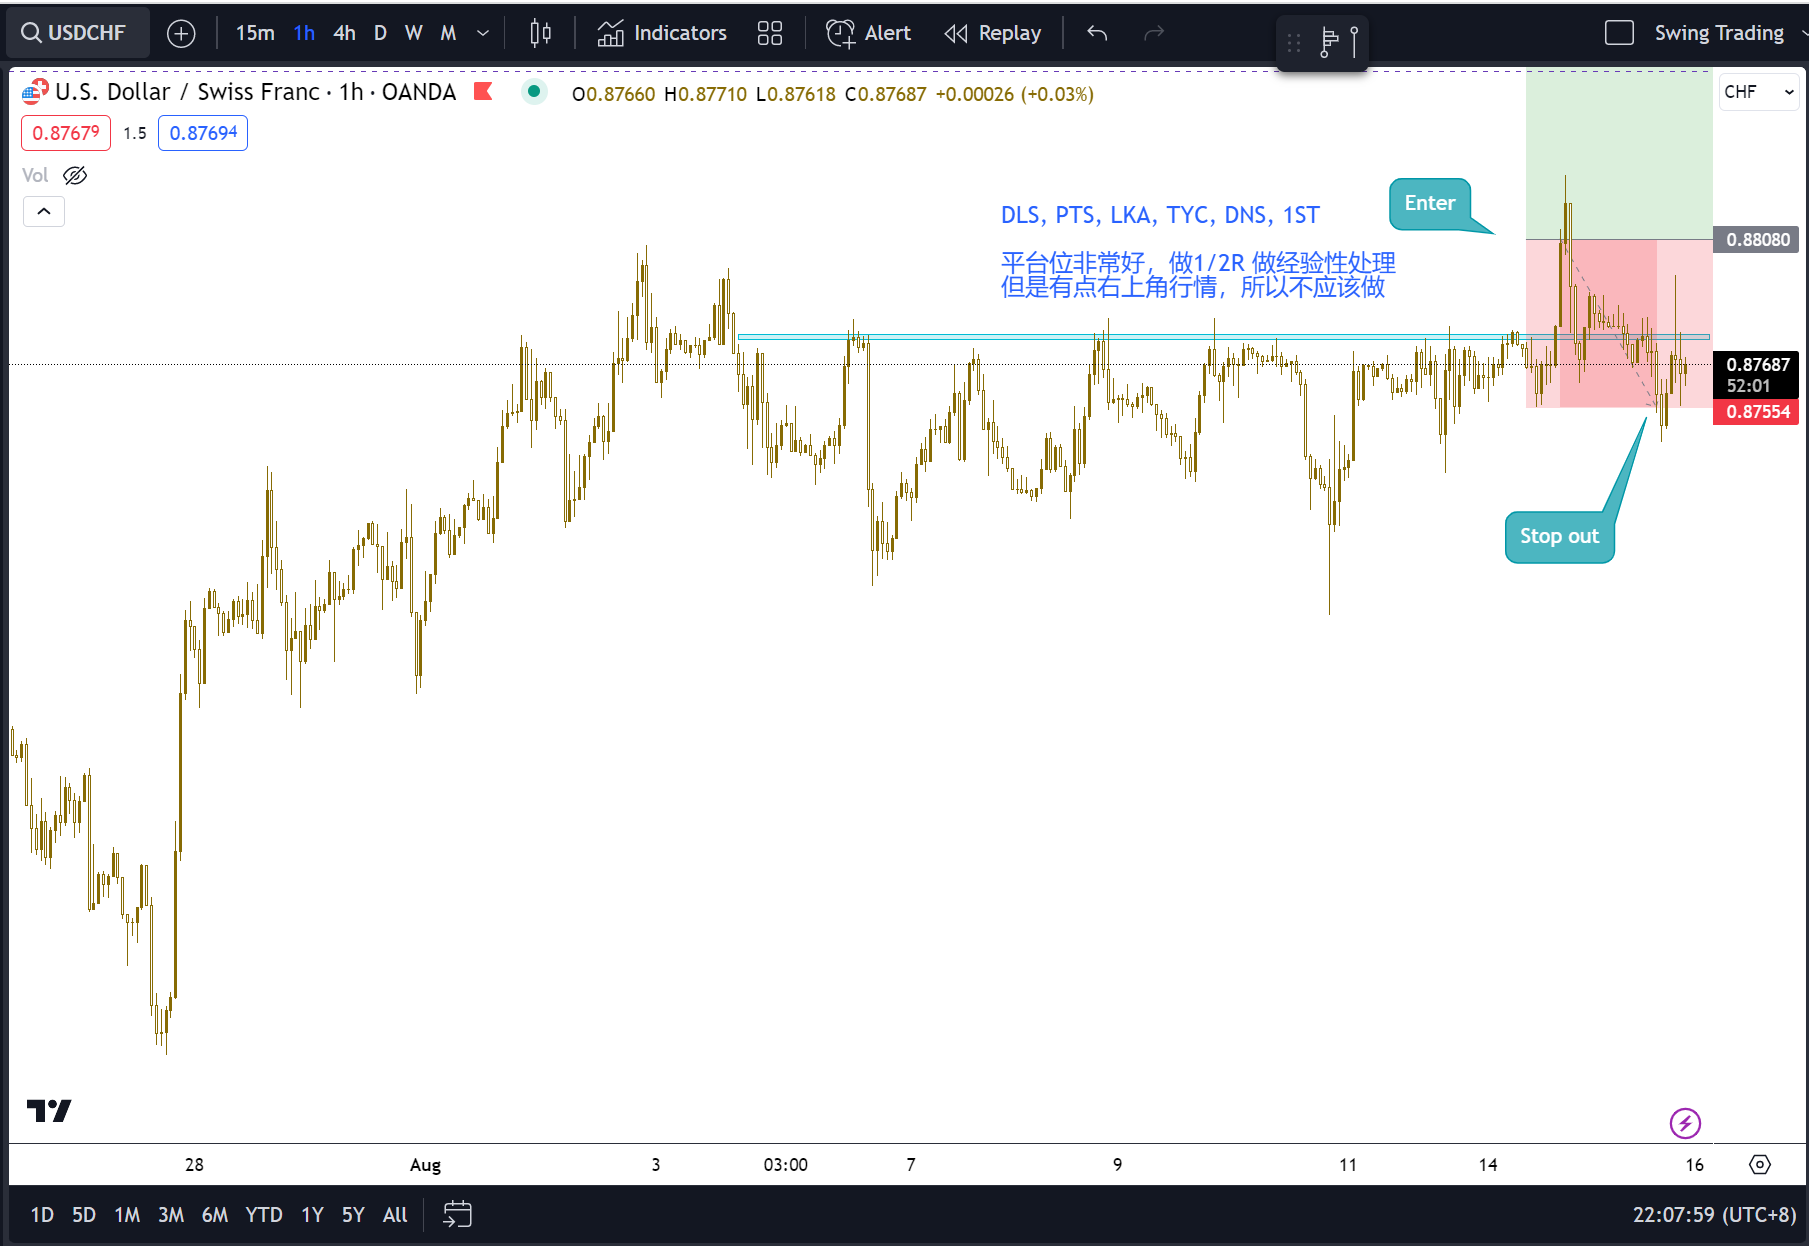 USDCHF 15m 1h 4h D W M Indicators Alert Replay Swing Trading
U.S. Dollar / Swiss Franc · 1h · OANDA O0.87660 H0.87710 L0.87618 C0.87687 +0.00026 (+0.03%) CHF
0.87679 1.5 0.87694
Vol
Enter
DLS, PTS, LKA, TYC, DNS, 1ST
平台位非常好，做1/2R 做经验性处理
但是有点右上角行情，所以不应该做
0.88080
0.87687
52:01
0.87554
Stop out
28 Aug 3 03:00 7 9 11 14 16
1D 5D 1M 3M 6M YTD 1Y 5Y All 22:07:59 (UTC+8)